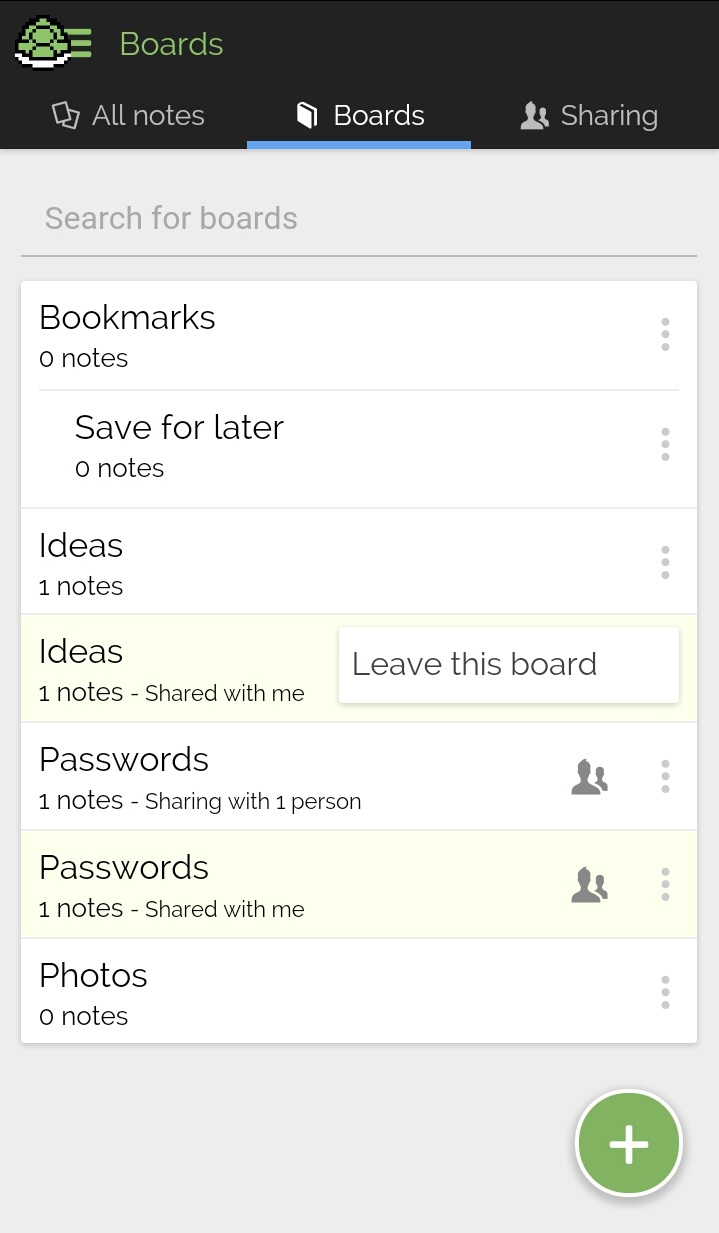 Boards
All notes
Boards
Sharing
Search for boards
Bookmarks
0 notes
Save for later
0 notes
Ideas
1 notes
Ideas
1 notes - Shared with me
Leave this board
Passwords
1 notes - Sharing with 1 person
Passwords
1 notes - Shared with me
Photos
0 notes